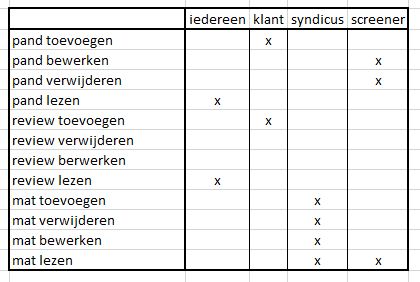 iedereen klant syndicus screener
pand toevoegen x
pand bewerken x
pand verwijderen x
pand lezen x
review toevoegen x
review verwijderen
review berwerken
review lezen x
mat toevoegen x
mat verwijderen x
mat bewerken x
mat lezen x x